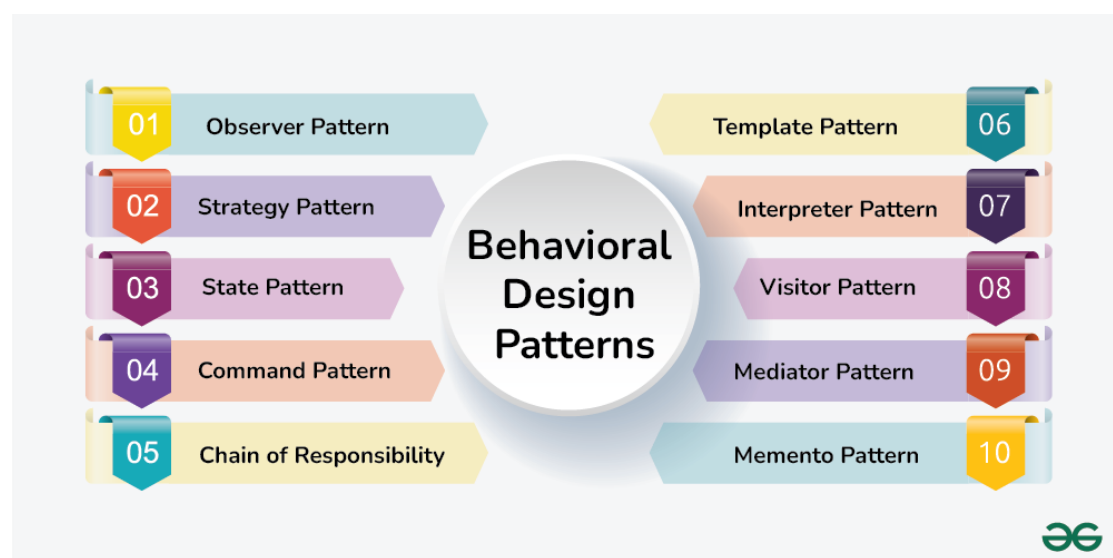 01 Observer Pattern
02 Strategy Pattern
03 State Pattern
04 Command Pattern
05 Chain of Responsibility
Behavioral
Design
Patterns
Template Pattern 06
Interpreter Pattern 07
Visitor Pattern 08
Mediator Pattern 09
Memento Pattern 10